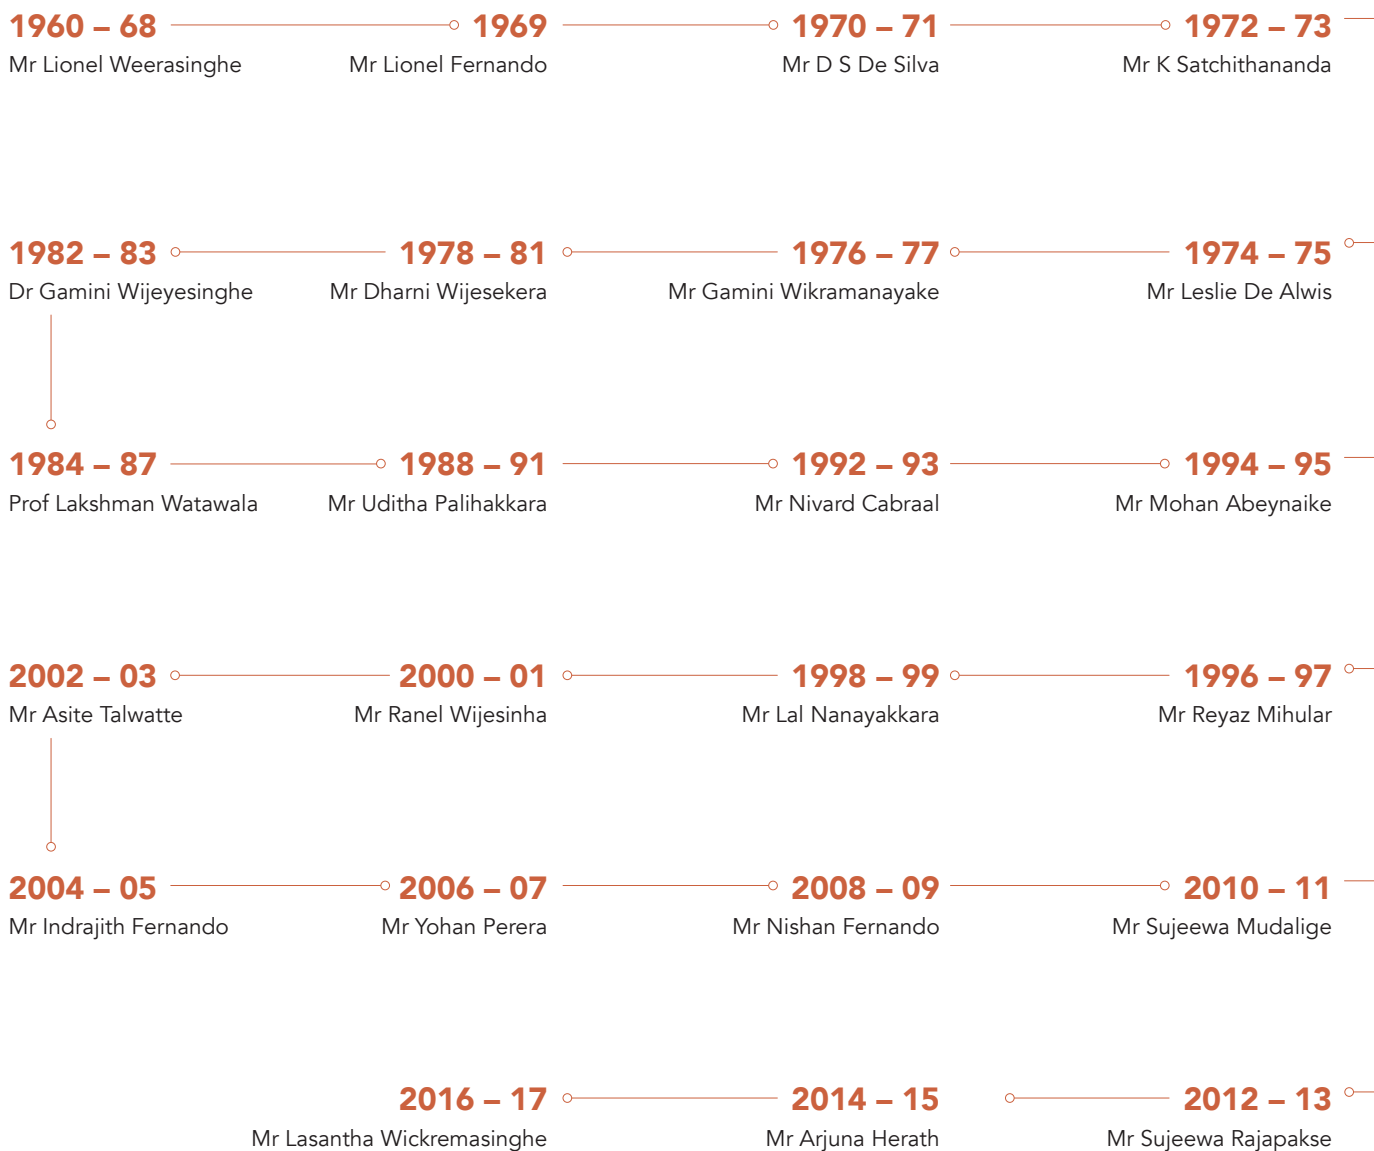 1960 – 68 1969 1970 – 71 1972 – 73
Mr Lionel Weerasinghe Mr Lionel Fernando Mr D S De Silva Mr K Satchithananda
1982 – 83 1978 – 81 1976 – 77 1974 – 75
Dr Gamini Wijeyesinghe Mr Dharni Wijesekera Mr Gamini Wikramanayake Mr Leslie De Alwis
1984 – 87 1988 – 91 1992 – 93 1994 – 95
Prof Lakshman Watawala Mr Uditha Palihakkara Mr Nivard Cabraal Mr Mohan Abeynaike
2002 – 03 2000 – 01 1998 – 99 1996 – 97
Mr Asite Talwatte Mr Ranel Wijesinha Mr Lal Nanayakkara Mr Reyaz Mihular
2004 – 05 2006 – 07 2008 – 09 2010 – 11
Mr Indrajith Fernando Mr Yohan Perera Mr Nishan Fernando Mr Sujeewa Mudalige
2016 – 17 2014 – 15 2012 – 13
Mr Lasantha Wickremasinghe Mr Arjuna Herath Mr Sujeewa Rajapakse